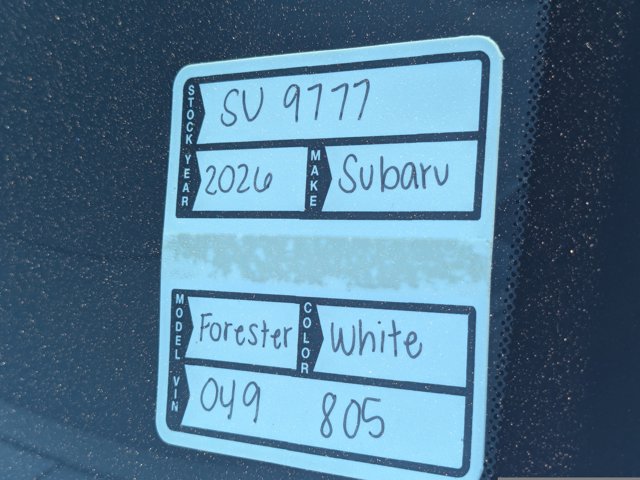 STOCK SU 9777
YEAR 2026 MAKE Subaru
MODEL Forester COLOR White
VIN 049 805